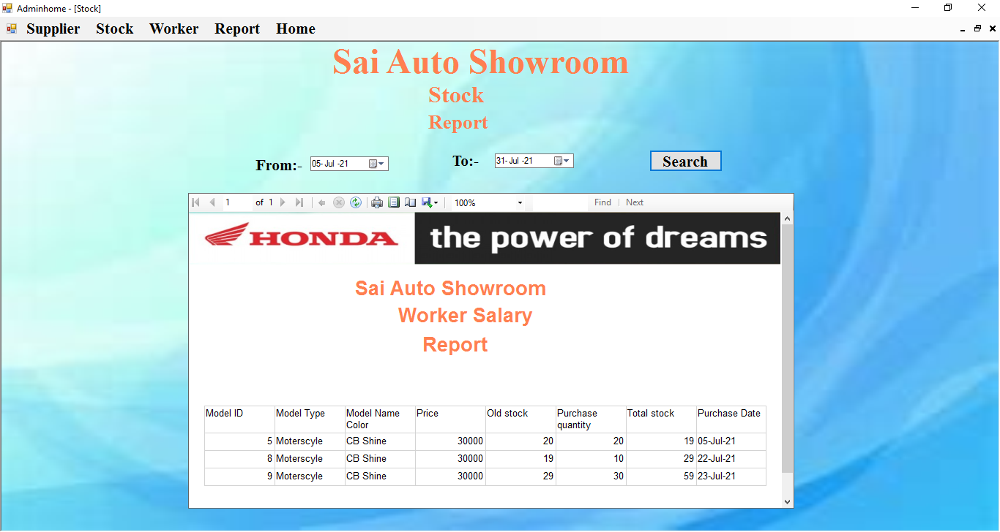 Adminhome - [Stock]
Supplier Stock Worker Report Home
Sai Auto Showroom
Stock
Report
From:- 05- Jul -21 To:- 31- Jul -21 Search
1 of 1 100% Find Next
HONDA the power of dreams
Sai Auto Showroom
Worker Salary
Report
Model ID Model Type Model Name Color Price Old stock Purchase quantity Total stock Purchase Date
5 Moterscyle CB Shine 30000 20 20 19 05-Jul-21
8 Moterscyle CB Shine 30000 19 10 29 22-Jul-21
9 Moterscyle CB Shine 30000 29 30 59 23-Jul-21